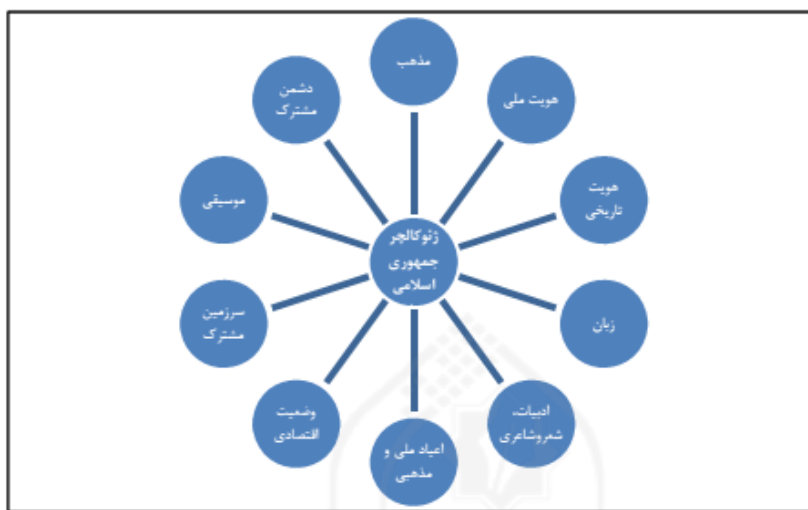 مذهب
هویت ملی
هویت
تاریخی
زبان
ادبیات،
شعروشاعری
اعیاد ملی و
مذهبی
وضعیت
اقتصادی
سرزمین
مشترک
موسیقی
دشمن
مشترک
ژئوکالچر
جمهوری
اسلامی